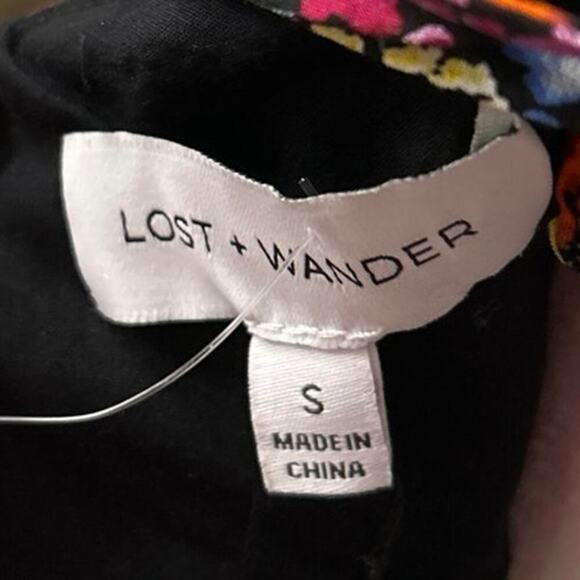 LOST + WANDER
S
MADE IN
CHINA